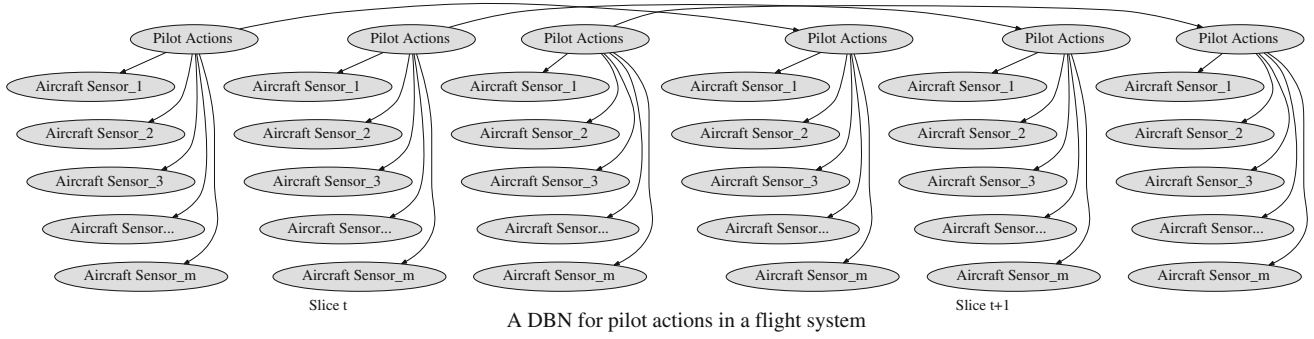 Pilot Actions Pilot Actions Pilot Actions Pilot Actions Pilot Actions Pilot Actions
Aircraft Sensor_1 Aircraft Sensor_1 Aircraft Sensor_1 Aircraft Sensor_1 Aircraft Sensor_1 Aircraft Sensor_1
Aircraft Sensor_2 Aircraft Sensor_2 Aircraft Sensor_2 Aircraft Sensor_2 Aircraft Sensor_2 Aircraft Sensor_2
Aircraft Sensor_3 Aircraft Sensor_3 Aircraft Sensor_3 Aircraft Sensor_3 Aircraft Sensor_3 Aircraft Sensor_3
Aircraft Sensor... Aircraft Sensor... Aircraft Sensor... Aircraft Sensor... Aircraft Sensor... Aircraft Sensor...
Aircraft Sensor_m Aircraft Sensor_m Aircraft Sensor_m Aircraft Sensor_m Aircraft Sensor_m Aircraft Sensor_m
Slice t Slice t+1
A DBN for pilot actions in a flight system